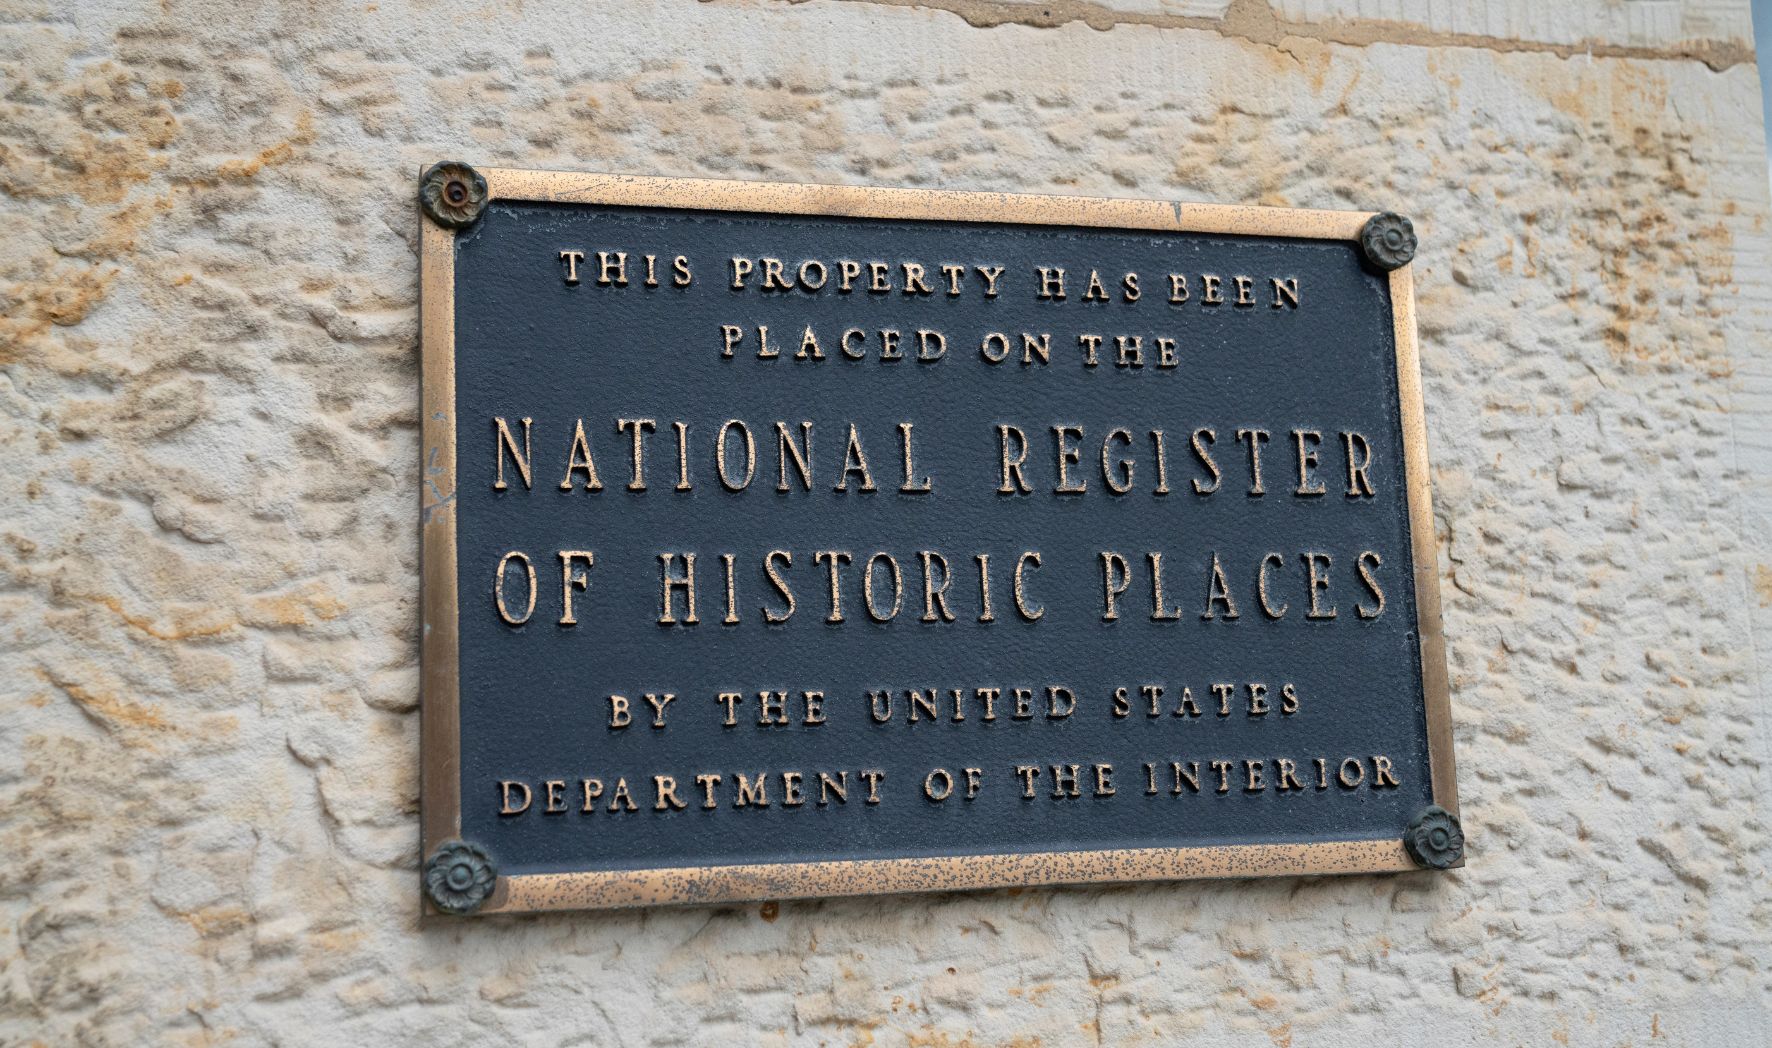 THIS PROPERTY HAS BEEN
PLACED ON THE
NATIONAL REGISTER
OF HISTORIC PLACES
BY THE UNITED STATES
DEPARTMENT OF THE INTERIOR